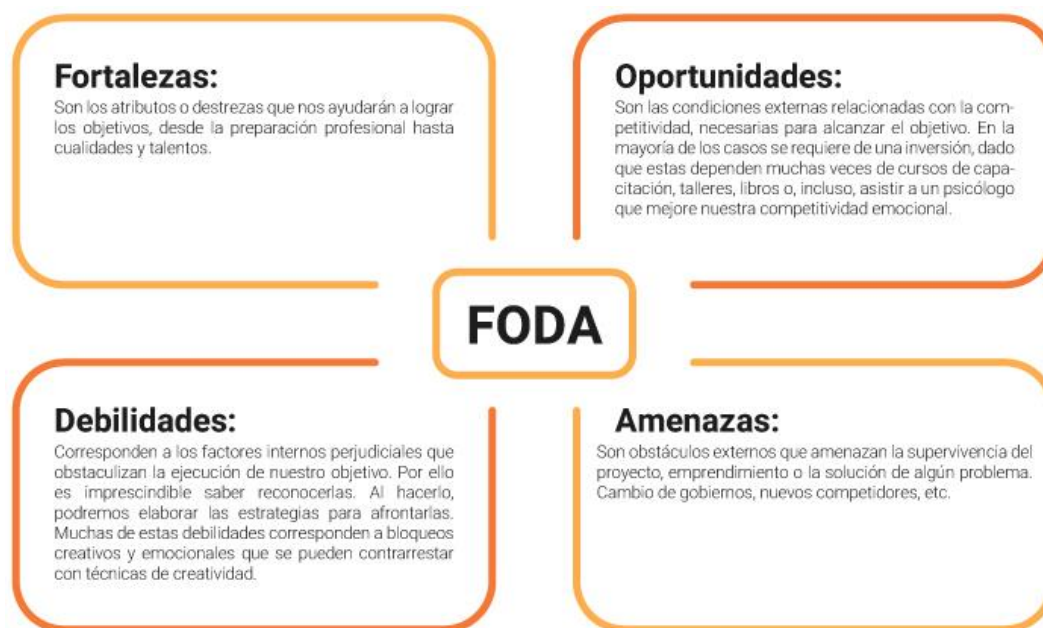 Fortalezas:
Son los atributos o destrezas que nos ayudarán a lograr
los objetivos, desde la preparación profesional hasta
cualidades y talentos.
Oportunidades:
Son las condiciones externas relacionadas con la com-
petitividad, necesarias para alcanzar el objetivo. En la
mayoría de los casos se requiere de una inversión, dado
que estas dependen muchas veces de cursos de capa-
citación, talleres, libros o, incluso, asistir a un psicólogo
que mejore nuestra competitividad emocional.
FODA
Debilidades:
Corresponden a los factores internos perjudiciales que
obstaculizan la ejecución de nuestro objetivo. Por ello
es imprescindible saber reconocerlas. Al hacerlo,
podremos elaborar las estrategias para afrontarlas.
Muchas de estas debilidades corresponden a bloqueos
creativos y emocionales que se pueden contrarrestar
con técnicas de creatividad.
Amenazas:
Son obstáculos externos que amenazan la supervivencia del
proyecto, emprendimiento o la solución de algún problema.
Cambio de gobiernos, nuevos competidores, etc.